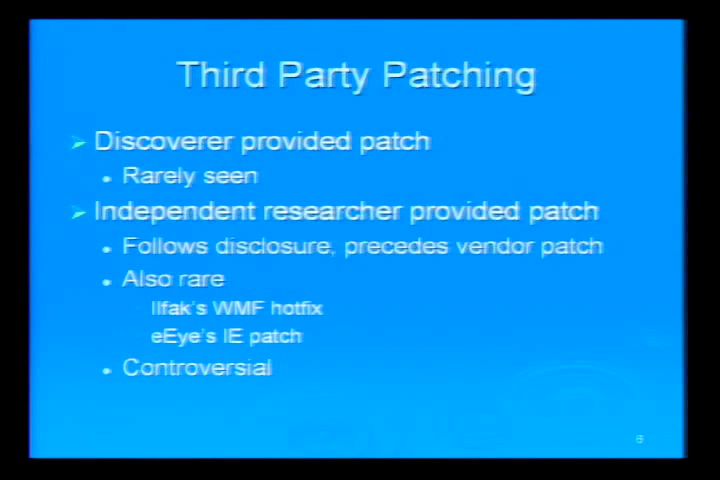 Third Party Patching
Discoverer provided patch
Rarely seen
Independent researcher provided patch
Follows disclosure, precedes vendor patch
Also rare
Ilfak's WMF hotfix
eEye's IE patch
Controversial